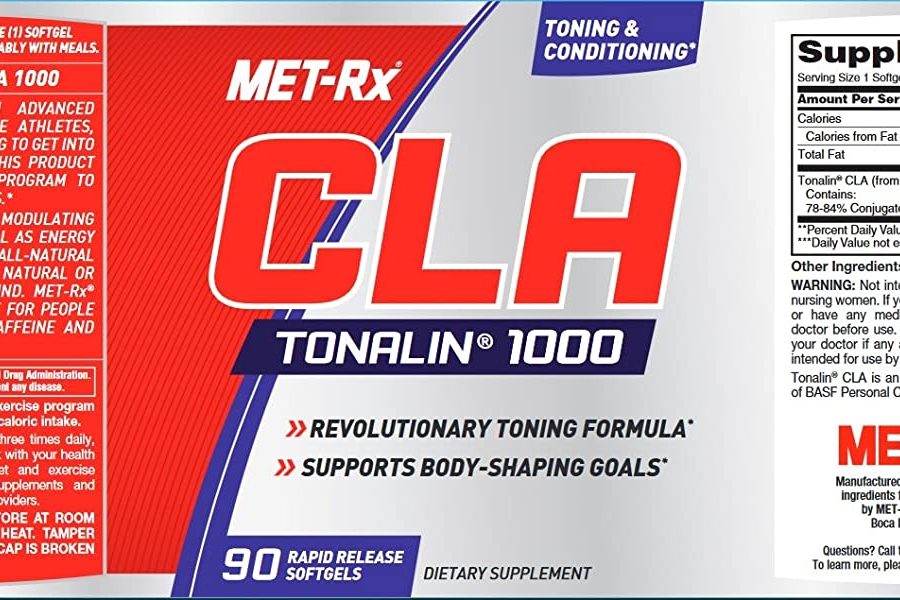 E (1) SOFTGEL
ABLY WITH MEALS.
A 1000
ADVANCED
E ATHLETES,
G TO GET INTO
HIS PRODUCT
PROGRAM TO
S.*
MODULATING
L AS ENERGY
ALL-NATURAL
NATURAL OR
ND. MET-Rx®
FOR PEOPLE
AFFEINE AND
Drug Administration.
ent any disease.
xercise program
caloric intake.
three times daily,
with your health
et and exercise
upplements and
oviders.
TORE AT ROOM
HEAT. TAMPER
CAP IS BROKEN
TONING &
CONDITIONING*
MET-Rx®
CLA
TONALIN® 1000
REVOLUTIONARY TONING FORMULA*
SUPPORTS BODY-SHAPING GOALS*
90 RAPID RELEASE
SOFTGELS
DIETARY SUPPLEMENT
Suppl
Serving Size 1 Softge
Amount Per Ser
Calories
Calories from Fat
Total Fat
Tonalin® CLA (from
Contains:
78-84% Conjugate
**Percent Daily Valu
***Daily Value not e
Other Ingredients
WARNING: Not inte
nursing women. If yo
or have any med
doctor before use.
your doctor if any a
intended for use by
Tonalin® CLA is an
of BASF Personal C
ME
Manufactured
ingredients f
by MET-
Boca
Questions? Call
To learn more, plea